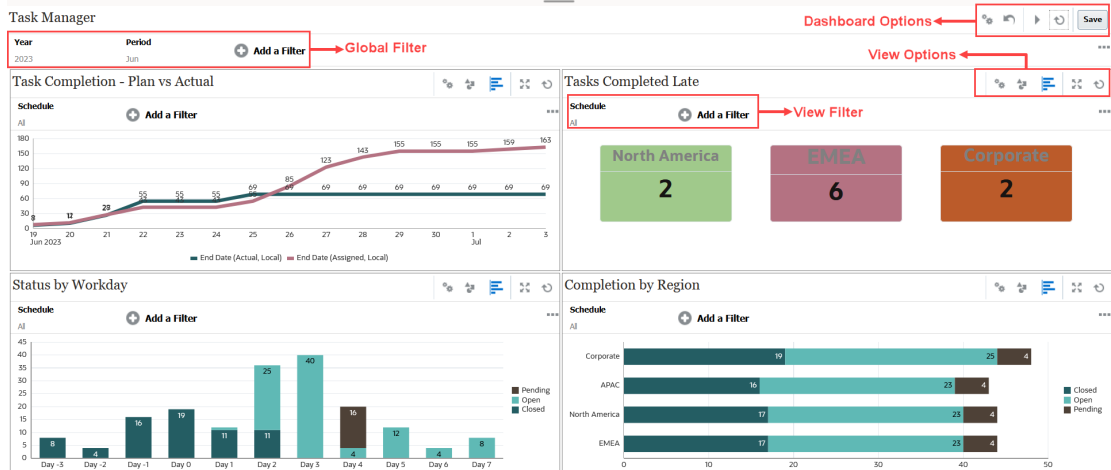 Task Manager
Dashboard Options
Save
Year
Period
Add a Filter
Global Filter
2023
Jun
View Options
Task Completion - Plan vs Actual
Tasks Completed Late
Schedule
Add a Filter
All
Schedule
Add a Filter
View Filter
All
180
150
120
90
60
30
0
8
12
28
55
55
55
69
69
69
69
69
69
69
69
69
85
123
143
155
155
155
159
163
19
20
21
22
23
24
25
26
27
28
29
30
1
2
3
Jun 2023
Jul
End Date (Actual, Local)
End Date (Assigned, Local)
North America
2
EMEA
6
Corporate
2
Status by Workday
Completion by Region
Schedule
Add a Filter
All
Schedule
Add a Filter
All
45
40
35
30
25
20
15
10
5
0
8
4
16
19
11
25
11
40
16
4
12
4
8
Day -3
Day -2
Day -1
Day 0
Day 1
Day 2
Day 3
Day 4
Day 5
Day 6
Day 7
Pending
Open
Closed
Corporate
19
25
4
APAC
16
23
4
North America
17
23
4
EMEA
17
23
4
0
10
20
30
40
50
Closed
Open
Pending